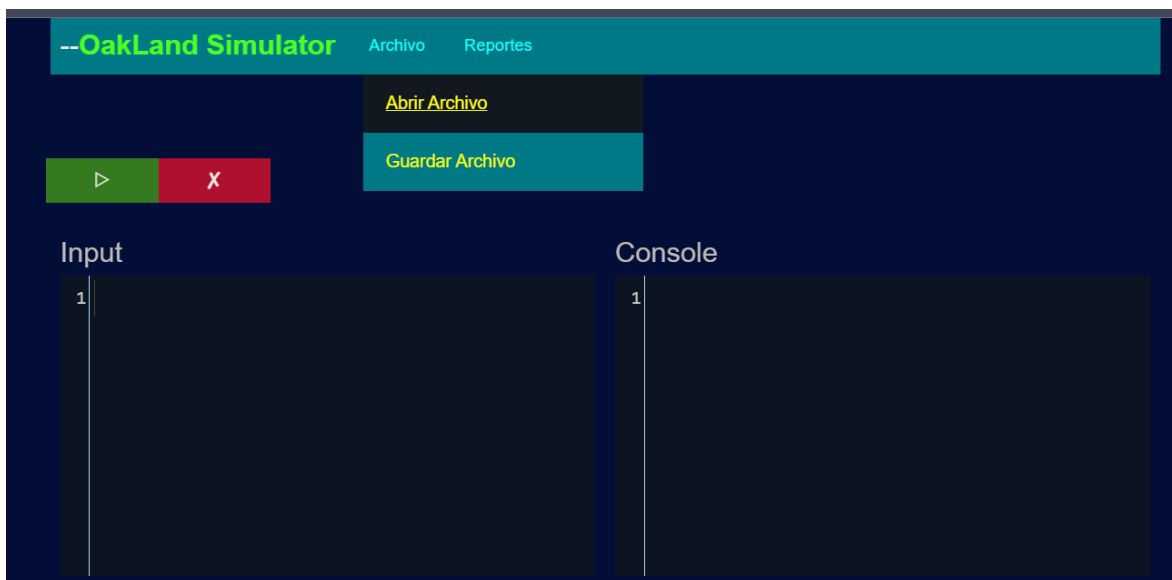 --OakLand Simulator Archivo Reportes
Abrir Archivo
Guardar Archivo
▷ ✗
Input Console
1 1